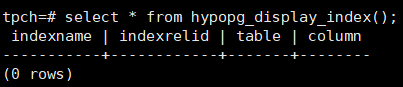 tpch=# select * from hypopg_display_index();
 indexname | indexrelid | table | column
-----------+------------+-------+--------
(0 rows)